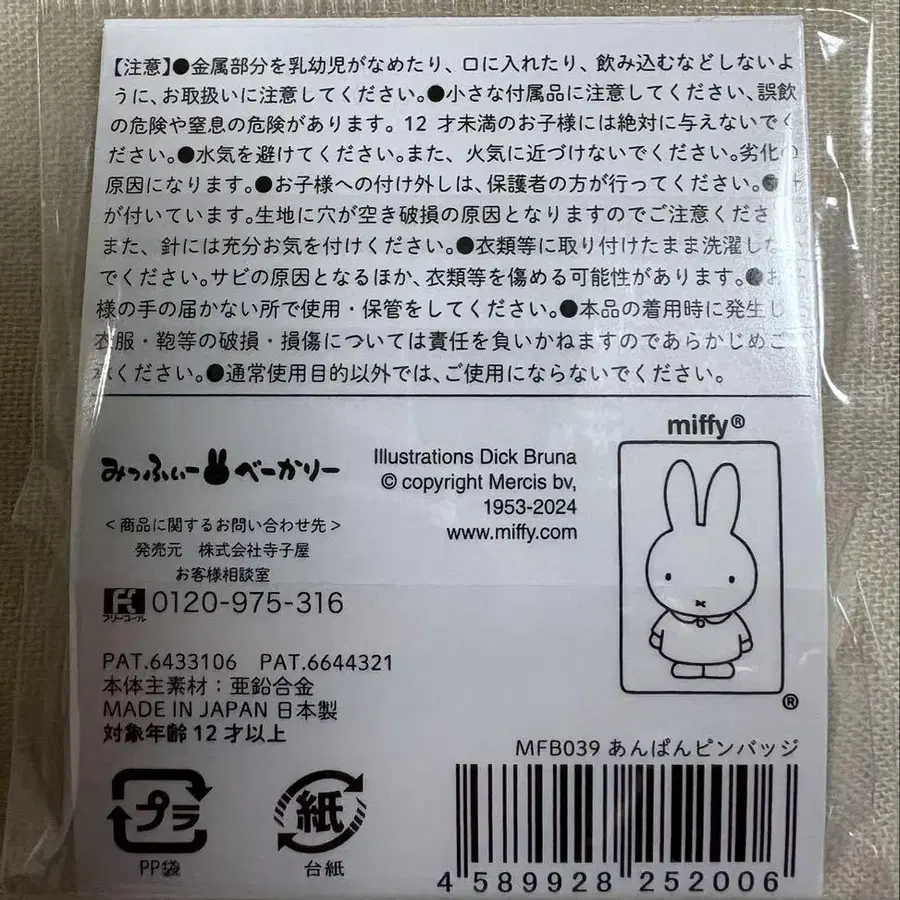 【注意】●金属部分を乳幼児がなめたり、口に入れたり、飲み込むなどしないよ
うに、お取扱いに注意してください。●小さな付属品に注意してください、誤飲
の危険や窒息の危険があります。12 才未満のお子様には絶対に与えないでく
ださい。●水気を避けてください。また、火気に近づけないでください。劣化の
原因になります。●お子様への付け外しは、保護者の方が行ってください。
が付いています。生地に穴が空き破損の原因となりますのでご注意ください。
また、針には充分お気を付けください。●衣類等に取り付けたまま洗濯しない
でください。サビの原因となるほか、衣類等を傷める可能性があります。●お子
様の手の届かない所で使用・保管をしてください。●本品の着用時に発生し
衣服・鞄等の破損・損傷については責任を負いかねますのであらかじめご
承ください。●通常使用目的以外では、ご使用にならないでください。
みっふぃーべーかりー
<商品に関するお問い合わせ先>
発売元 株式会社寺子屋
お客様相談室
フリーコール 0120-975-316
Illustrations Dick Bruna
© copyright Mercis bv,
1953-2024
www.miffy.com
miffy®
®
PAT.6433106 PAT.6644321
本体主素材：亜鉛合金
MADE IN JAPAN 日本製
対象年齢12才以上
MFB039 あんぱんピンバッジ
プラ
PP袋
紙
台紙
4 589928 252006